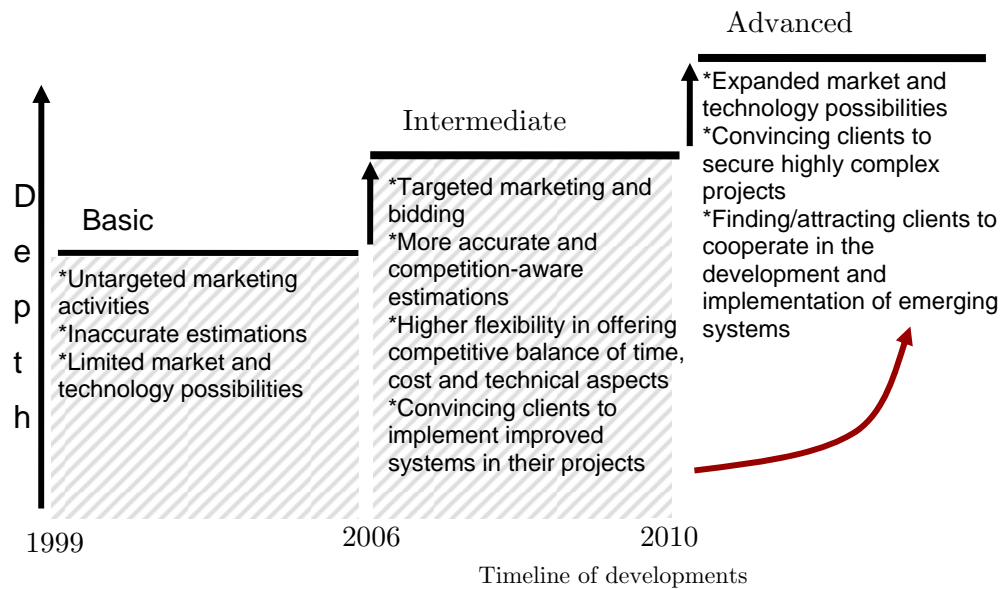 Advanced
*Expanded market and
technology possibilities
*Convincing clients to
secure highly complex
projects
*Finding/attracting clients to
cooperate in the
development and
implementation of emerging
systems
Intermediate
*Targeted marketing and
bidding
*More accurate and
competition-aware
estimations
*Higher flexibility in offering
competitive balance of time,
cost and technical aspects
*Convincing clients to
implement improved
systems in their projects
Basic
*Untargeted marketing
activities
*Inaccurate estimations
*Limited market and
technology possibilities
D
e
p
t
h
1999
2006
2010
Timeline of developments